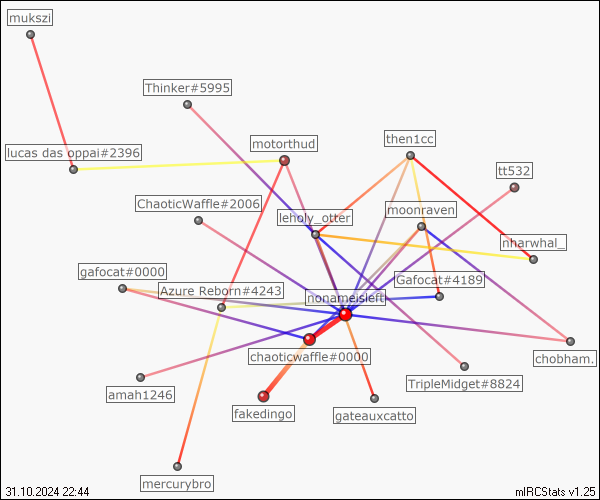 mukszi
Thinker#5995
motorthud
then1cc
lucas das oppai#2396
tt532
ChaoticWaffle#2006
leholy_otter
moonraven
nharwhal_
gafocat#0000
Azure Reborn#4243
nonameisleft
Gafocat#4189
chaoticwaffle#0000
chobham.
amah1246
TripleMidget#8824
fakedingo
gateauxcatto
mercurybro
31.10.2024 22:44
mIRCStats v1.25